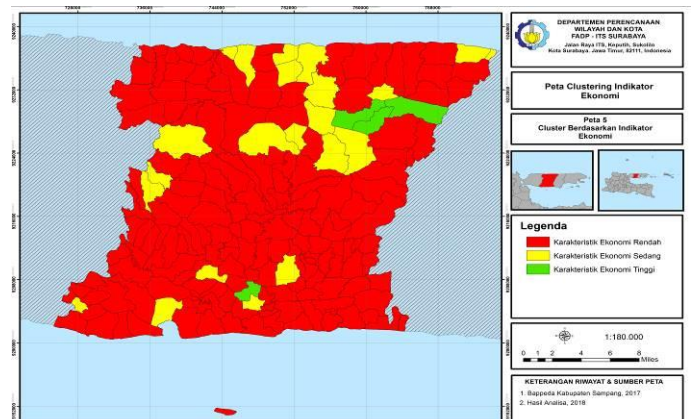 DEPARTEMEN PERENCANAAN
WILAYAH DAN KOTA
FADP - ITS SURABAYA
Jalan Raya ITS, Keputih, Sukolilo
Kota Surabaya, Jawa Timur, 82111, Indonesia
Peta Clustering Indikator
Ekonomi
Peta 5
Cluster Berdasarkan Indikator
Ekonomi
Legenda
Karakteristik Ekonomi Rendah
Karakteristik Ekonomi Sedang
Karakteristik Ekonomi Tinggi
1:180.000
0 1 2 4 6 8
Miles
KETERANGAN RIWAYAT & SUMBER PETA
1. Bappeda Kabupaten Sampang, 2017
2. Hasil Analisa, 2018